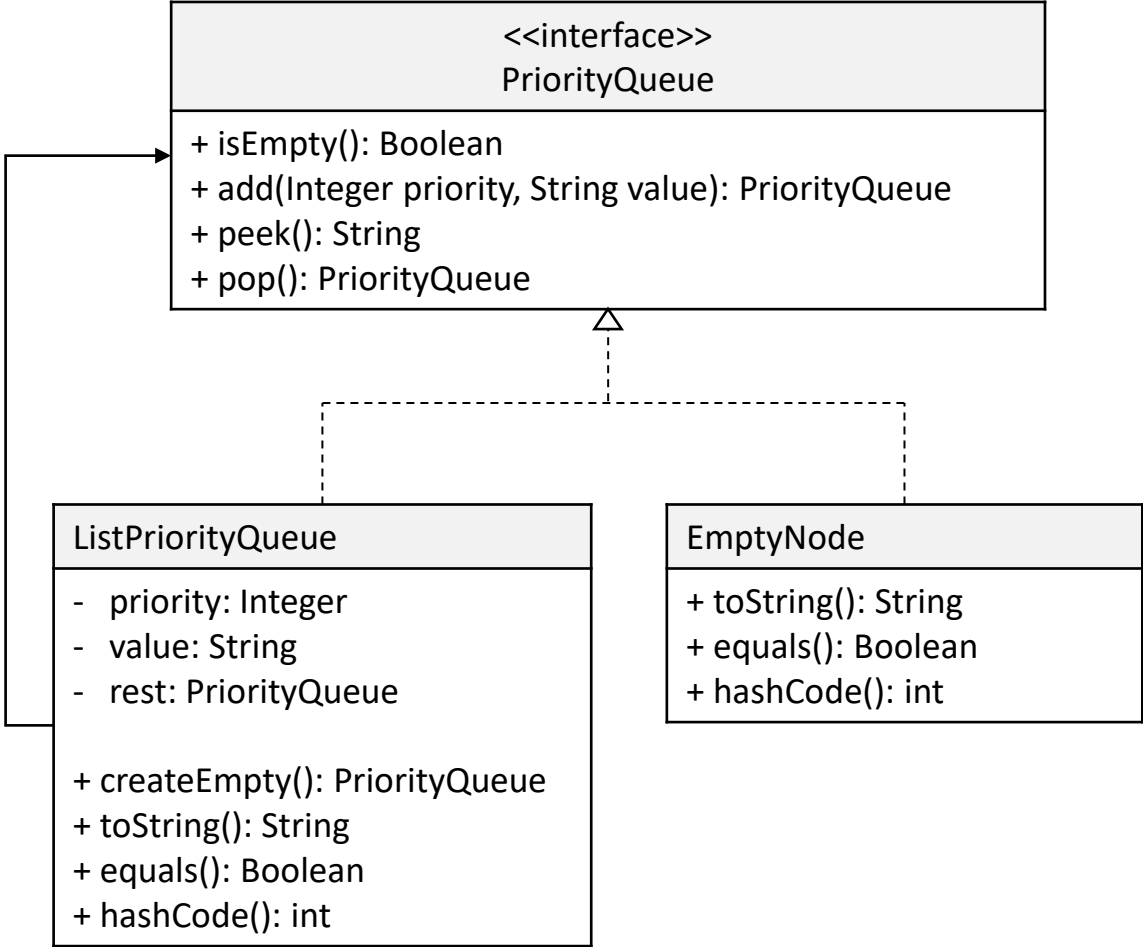 <<interface>>
PriorityQueue
+ isEmpty(): Boolean
+ add(Integer priority, String value): PriorityQueue
+ peek(): String
+ pop(): PriorityQueue
ListPriorityQueue
- priority: Integer
- value: String
- rest: PriorityQueue
+ createEmpty(): PriorityQueue
+ toString(): String
+ equals(): Boolean
+ hashCode(): int
EmptyNode
+ toString(): String
+ equals(): Boolean
+ hashCode(): int